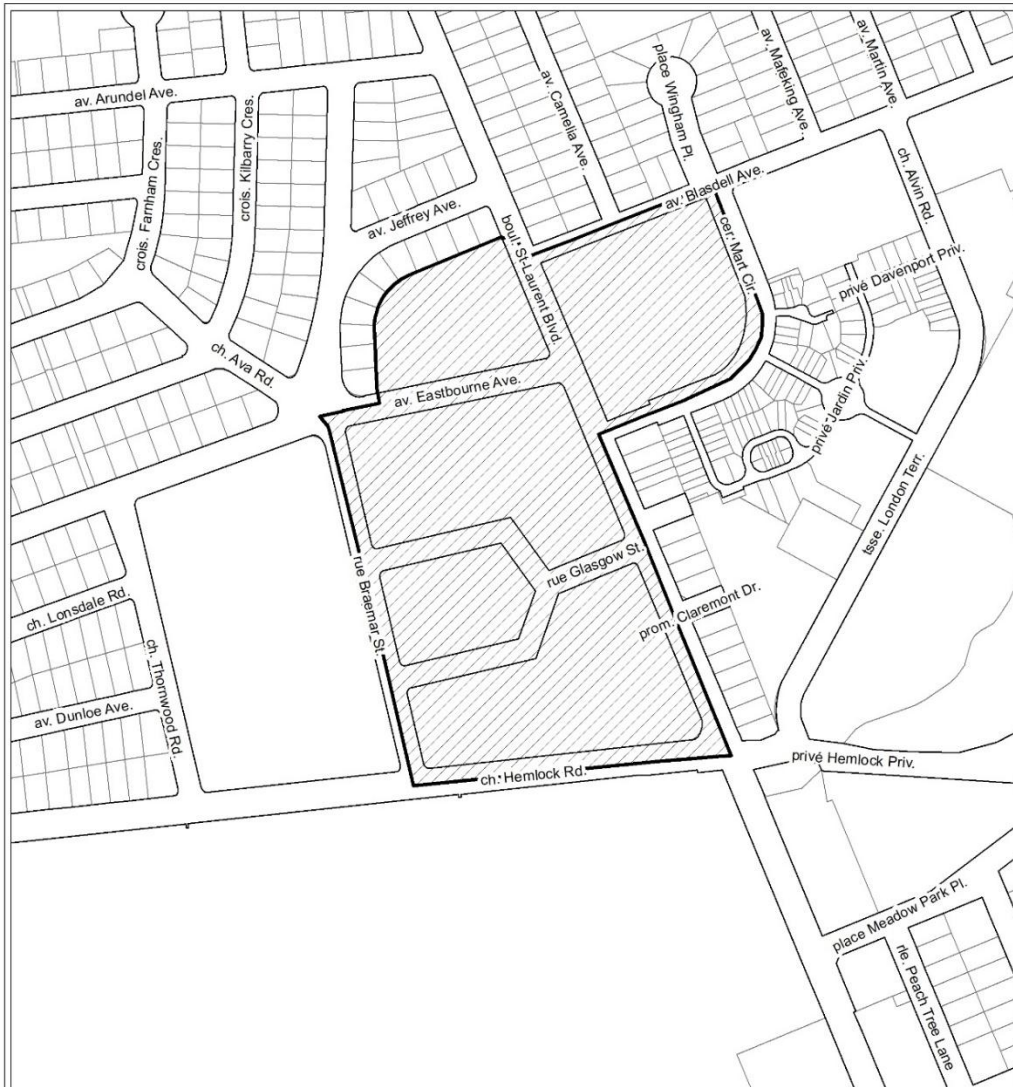 av. Arundel Ave.
crois. Farnham Cres.
crois. Kilbarry Cres.
av. Jeffrey Ave.
boul. St-Laurent Blvd.
av. Camelia Ave.
place Wingham Pl.
av. Mafeking Ave.
av. Martin Ave.
av. Blasdell Ave.
cer. Mart Cir.
ch. Alvin Rd.
privé Davenport Priv.
privé Jardin Priv.
tsse. London Terr.
ch. Ava Rd.
av. Eastbourne Ave.
rue Glasgow St.
rue Braemar St.
prom. Claremont Dr.
ch. Lonsdale Rd.
ch. Thornwood Rd.
av. Dunloe Ave.
ch. Hemlock Rd.
privé Hemlock Priv.
place Meadow Park Pl.
rle. Peach Tree Lane